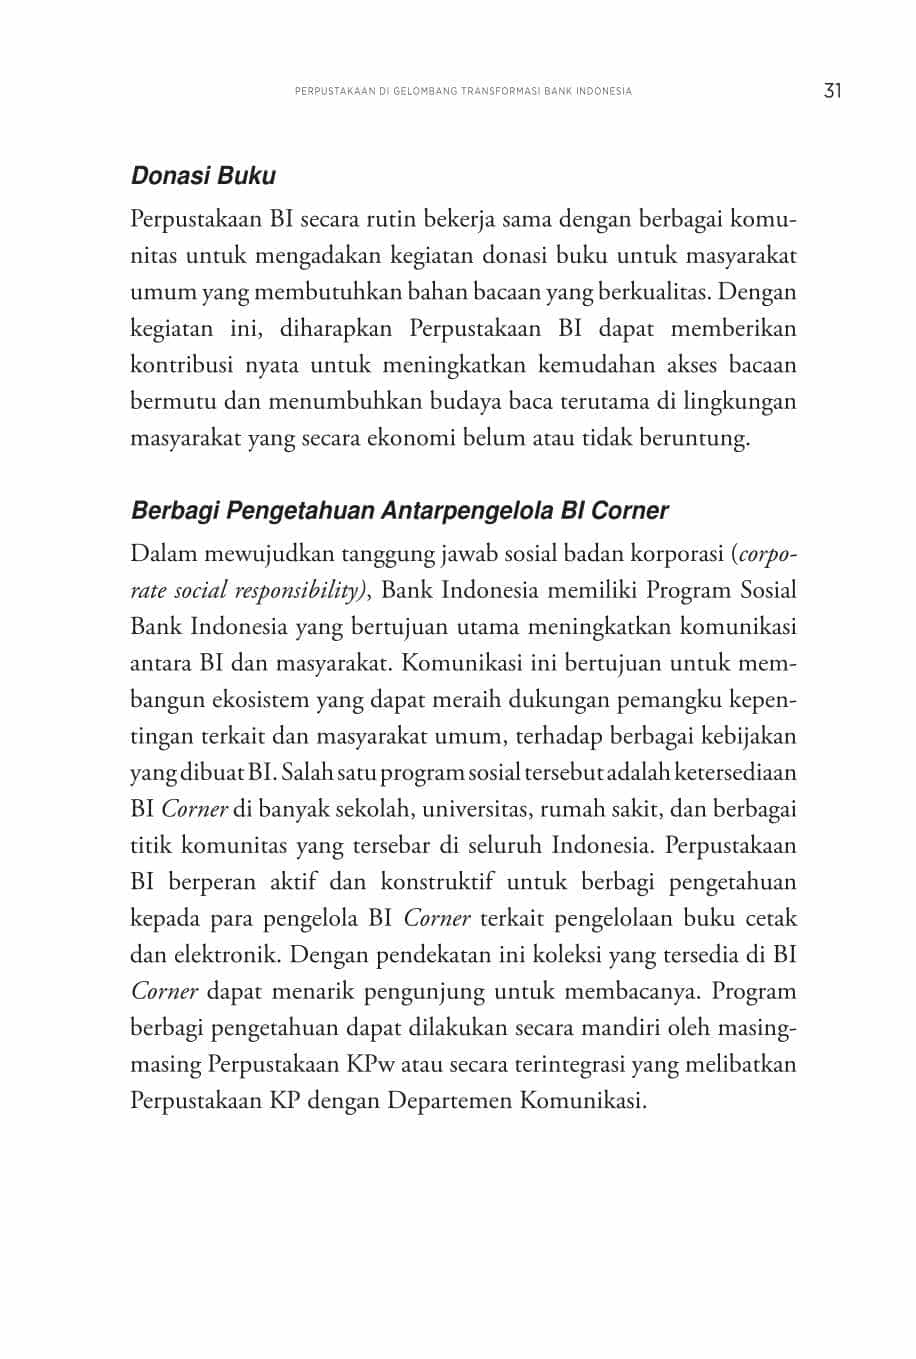 PERPUSTAKAAN DI GELOMBANG TRANSFORMASI BANK INDONESIA
31
Donasi Buku
Perpustakaan BI secara rutin bekerja sama dengan berbagai komu-
nitas untuk mengadakan kegiatan donasi buku untuk masyarakat
umum yang membutuhkan bahan bacaan yang berkualitas. Dengan
kegiatan ini, diharapkan Perpustakaan BI dapat memberikan
kontribusi nyata untuk meningkatkan kemudahan akses bacaan
bermutu dan menumbuhkan budaya baca terutama di lingkungan
masyarakat yang secara ekonomi belum atau tidak beruntung.
Berbagi Pengetahuan Antarpengelola BI Corner
Dalam mewujudkan tanggung jawab sosial badan korporasi (corpo-
rate social responsibility), Bank Indonesia memiliki Program Sosial
Bank Indonesia yang bertujuan utama meningkatkan komunikasi
antara BI dan masyarakat. Komunikasi ini bertujuan untuk mem-
bangun ekosistem yang dapat meraih dukungan pemangku kepen-
tingan terkait dan masyarakat umum, terhadap berbagai kebijakan
yang dibuat BI. Salah satu program sosial tersebut adalah ketersediaan
BI Corner di banyak sekolah, universitas, rumah sakit, dan berbagai
titik komunitas yang tersebar di seluruh Indonesia. Perpustakaan
BI berperan aktif dan konstruktif untuk berbagi pengetahuan
kepada para pengelola BI Corner terkait pengelolaan buku cetak
dan elektronik. Dengan pendekatan ini koleksi yang tersedia di BI
Corner dapat menarik pengunjung untuk membacanya. Program
berbagi pengetahuan dapat dilakukan secara mandiri oleh masing-
masing Perpustakaan KPw atau secara terintegrasi yang melibatkan
Perpustakaan KP dengan Departemen Komunikasi.